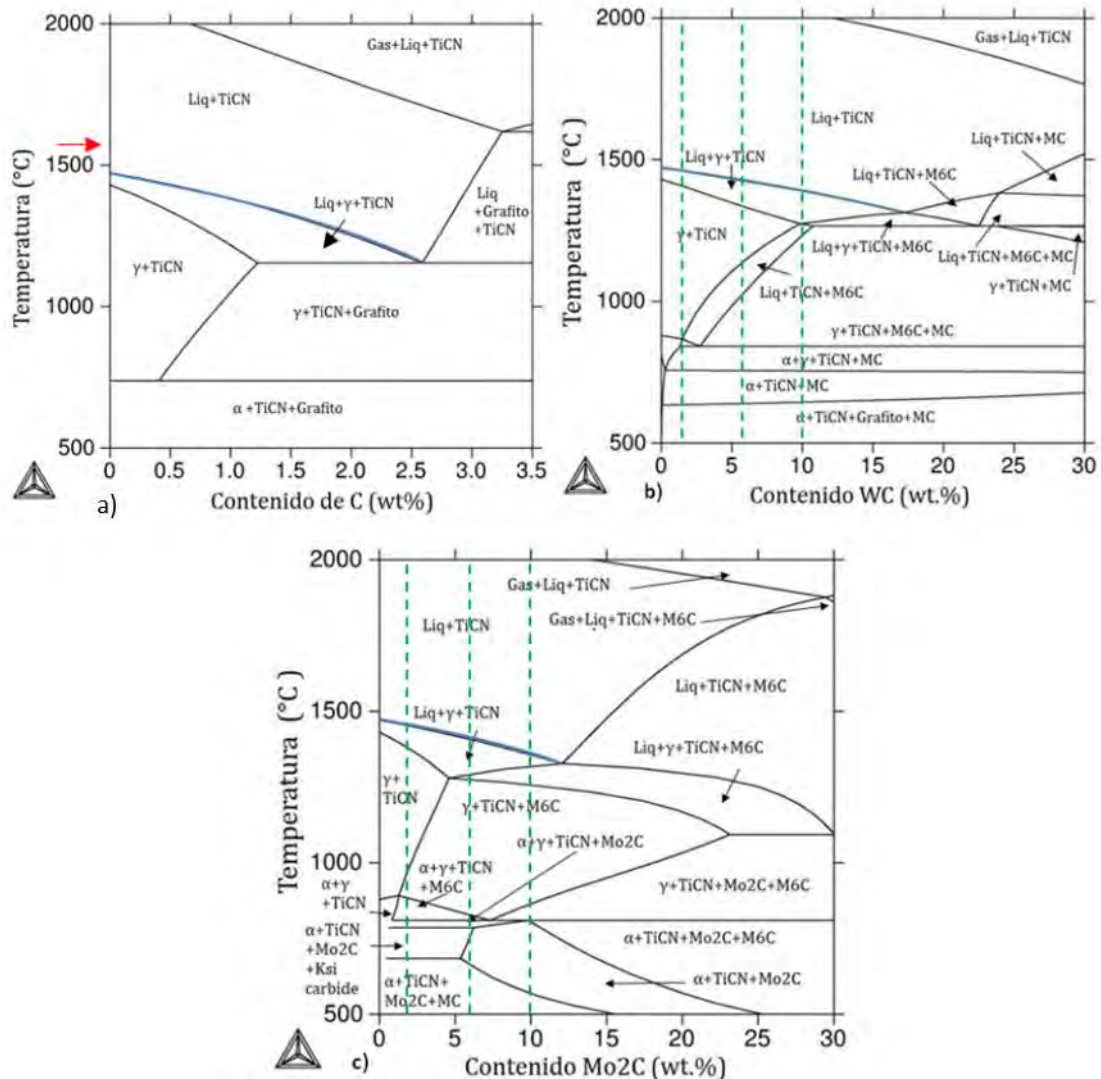 2000
Gas+Liq+TiCN
Liq+TiCN
1500
Liq
+Grafito
+TiCN
Liq+γ+TiCN
γ+TiCN
1000
γ+TiCN+Grafito
α+TiCN+Grafito
500
0
0.5
1.0
1.5
2.0
2.5
3.0
3.5
Temperatura (°C)
Contenido de C (wt%)
a)
2000
Gas+Liq+TiCN
Liq+TiCN
Liq+TiCN+MC
1500
Liq+γ+TiCN
Liq+TiCN+M6C
γ+TiCN
Liq+γ+TiCN+M6C
Liq+TiCN+M6C+MC
Liq+TiCN+M6C
γ+TiCN+MC
1000
γ+TiCN+M6C+MC
α+γ+TiCN+MC
α+TiCN+MC
α+TiCN+Grafito+MC
500
0
5
10
15
20
25
30
Temperatura (°C)
Contenido WC (wt.%)
b)
2000
Gas+Liq+TiCN
Gas+Liq+TiCN+M6C
Liq+TiCN
Liq+TiCN+M6C
1500
Liq+γ+TiCN
Liq+γ+TiCN+M6C
γ+
TiCN
γ+TiCN+M6C
α+γ+TiCN+Mo2C
1000
α+γ+TiCN
+M6C
γ+TiCN+Mo2C+M6C
α+γ
+TiCN
α+TiCN
+Mo2C
+Ksi
carbide
α+TiCN+Mo2C+M6C
α+TiCN+Mo2C
α+TiCN+
Mo2C+MC
500
0
5
10
15
20
25
30
Temperatura (°C)
Contenido Mo2C (wt.%)
c)